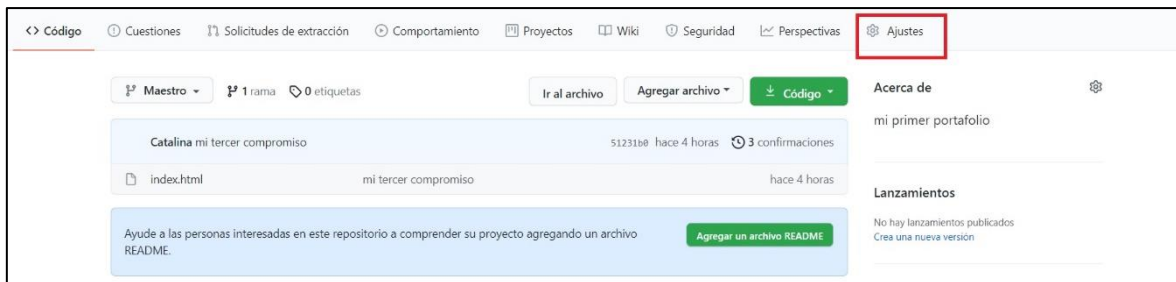 <> Código Cuestiones Solicitudes de extracción Comportamiento Proyectos Wiki Seguridad Perspectivas Ajustes
Maestro 1 rama 0 etiquetas Ir al archivo Agregar archivo Código
Catalina mi tercer compromiso 51231b0 hace 4 horas 3 confirmaciones
index.html mi tercer compromiso hace 4 horas
Ayude a las personas interesadas en este repositorio a comprender su proyecto agregando un archivo
README.
Agregar un archivo README
Acerca de
mi primer portafolio
Lanzamientos
No hay lanzamientos publicados
Crea una nueva versión